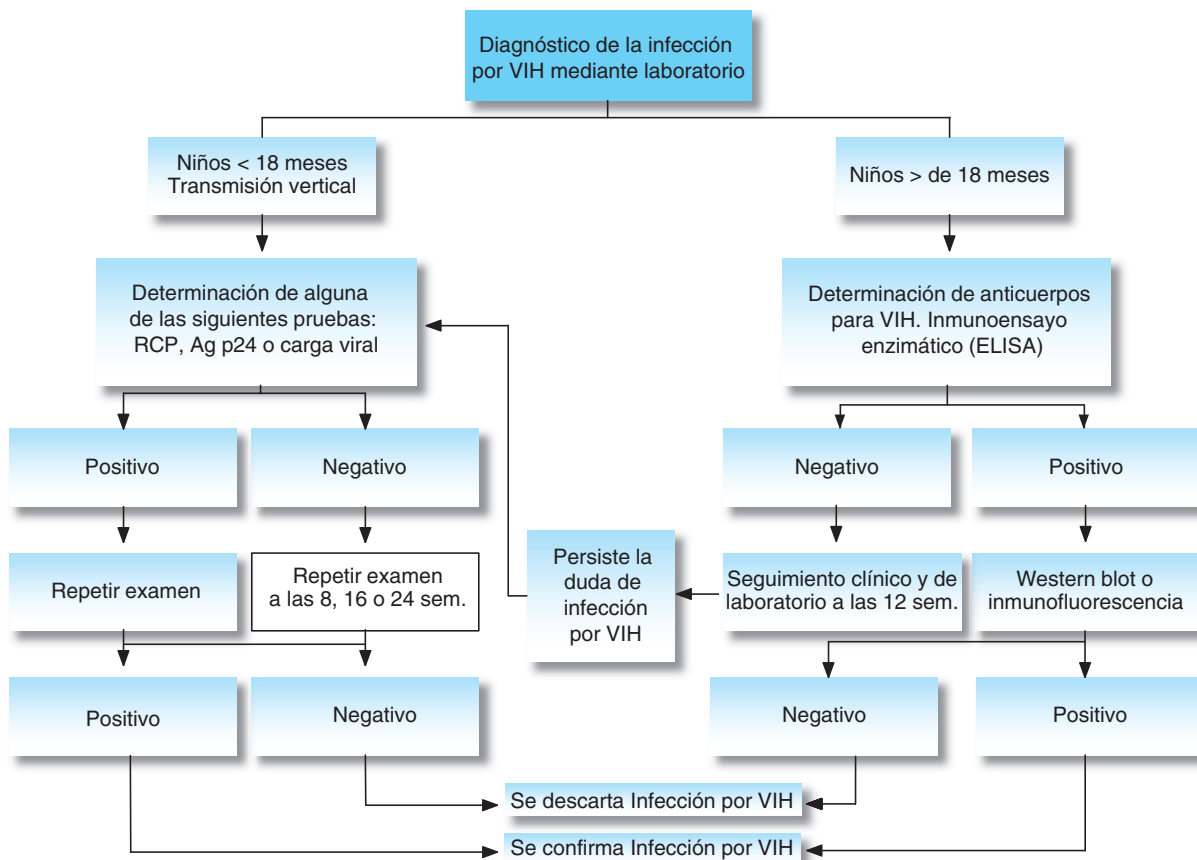 Diagnóstico de la infección
por VIH mediante laboratorio
Niños < 18 meses
Transmisión vertical
Niños > de 18 meses
Determinación de alguna
de las siguientes pruebas:
RCP, Ag p24 o carga viral
Determinación de anticuerpos
para VIH. Inmunoensayo
enzimático (ELISA)
Positivo
Negativo
Negativo
Positivo
Repetir examen
Repetir examen
a las 8, 16 o 24 sem.
Persiste la
duda de
infección
por VIH
Seguimiento clínico y de
laboratorio a las 12 sem.
Western blot o
inmunofluorescencia
Positivo
Negativo
Negativo
Positivo
Se descarta Infección por VIH
Se confirma Infección por VIH